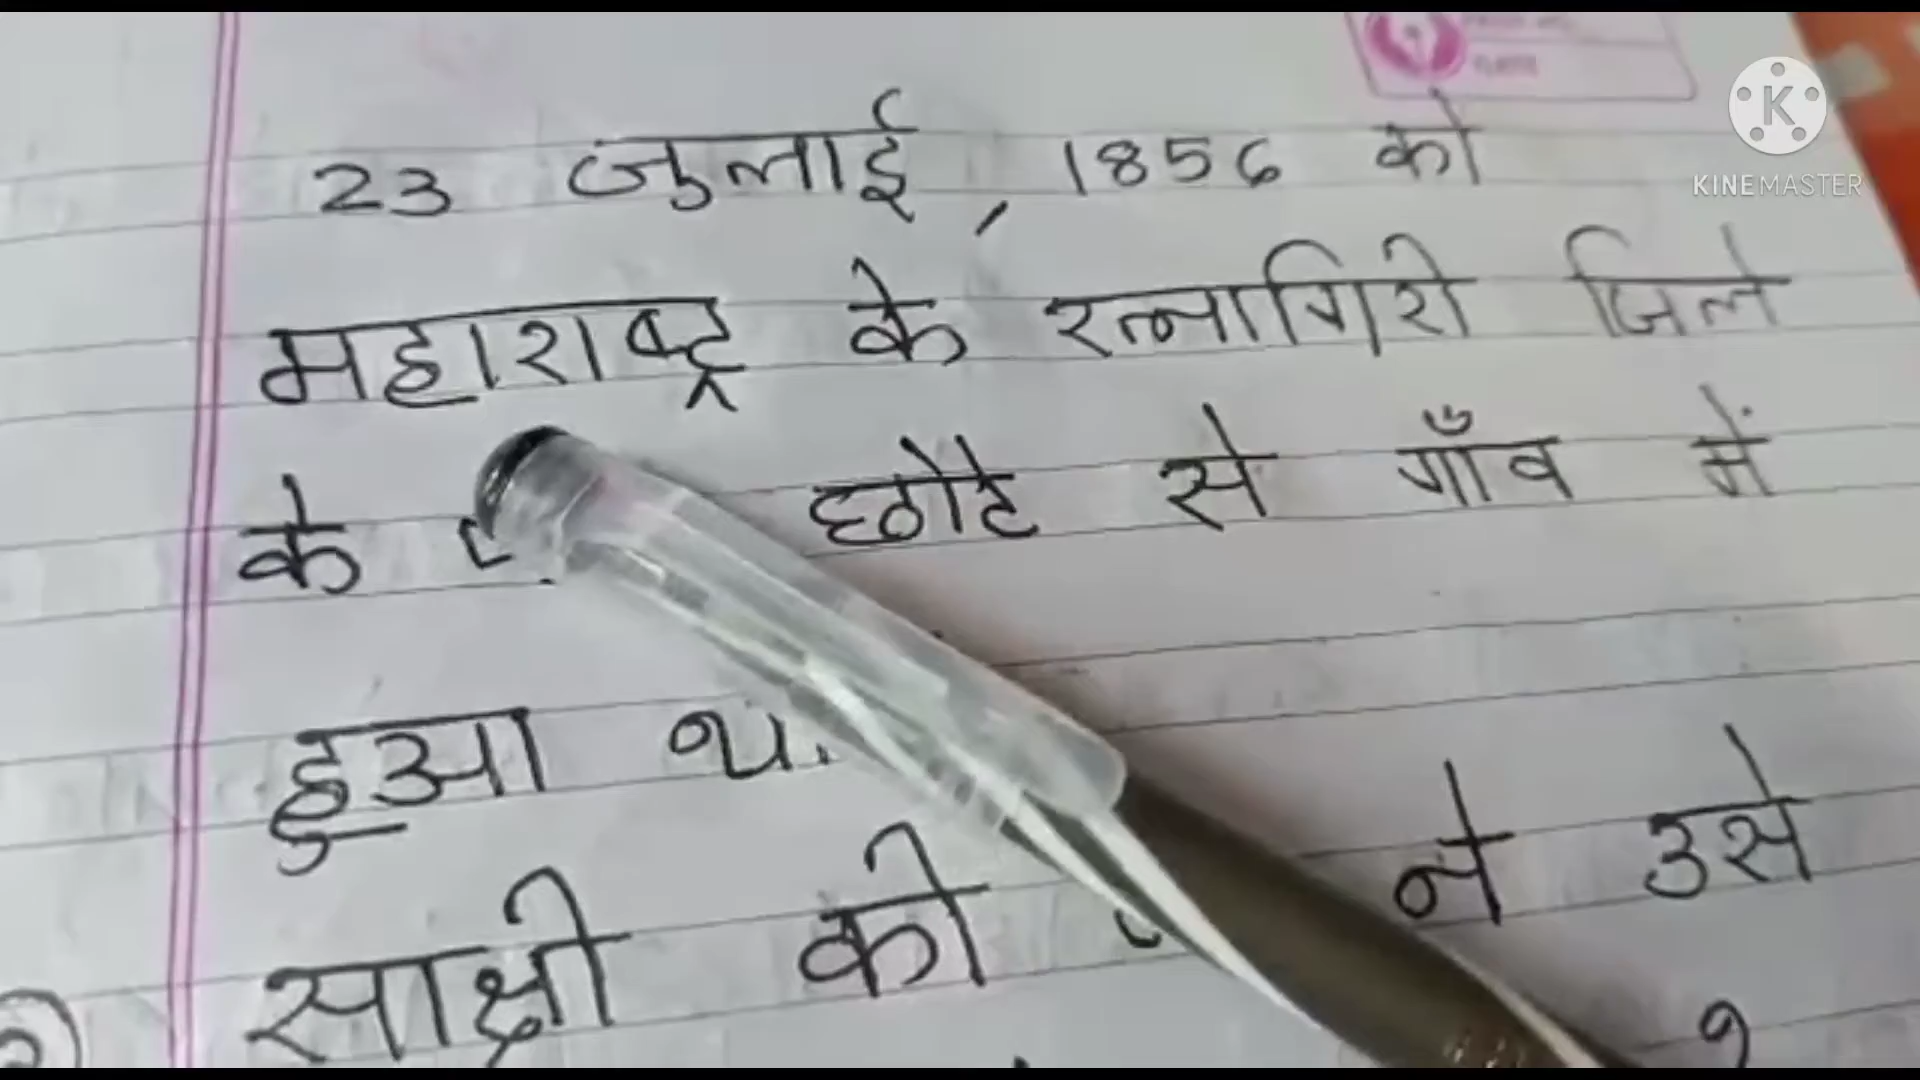 23 जुलाई, 1856 को
महाराष्ट्र के रत्नागिरी जिले
के छोटे से गाँव में
हुआ था
साक्षी की ने उसे
K
KINEMASTER